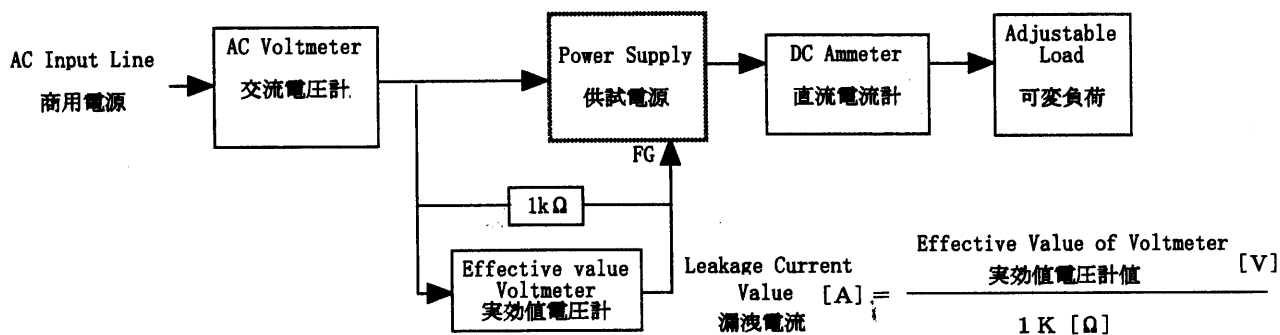 AC Input Line
商用電源
AC Voltmeter
交流電圧計
Power Supply
供試電源
DC Ammeter
直流電流計
Adjustable
Load
可変負荷
FG
1kΩ
Effective value
Voltmeter
実効値電圧計
Leakage Current
Value [A] =
漏洩電流
Effective Value of Voltmeter
実効値電圧計値 [V]
1K [Ω]